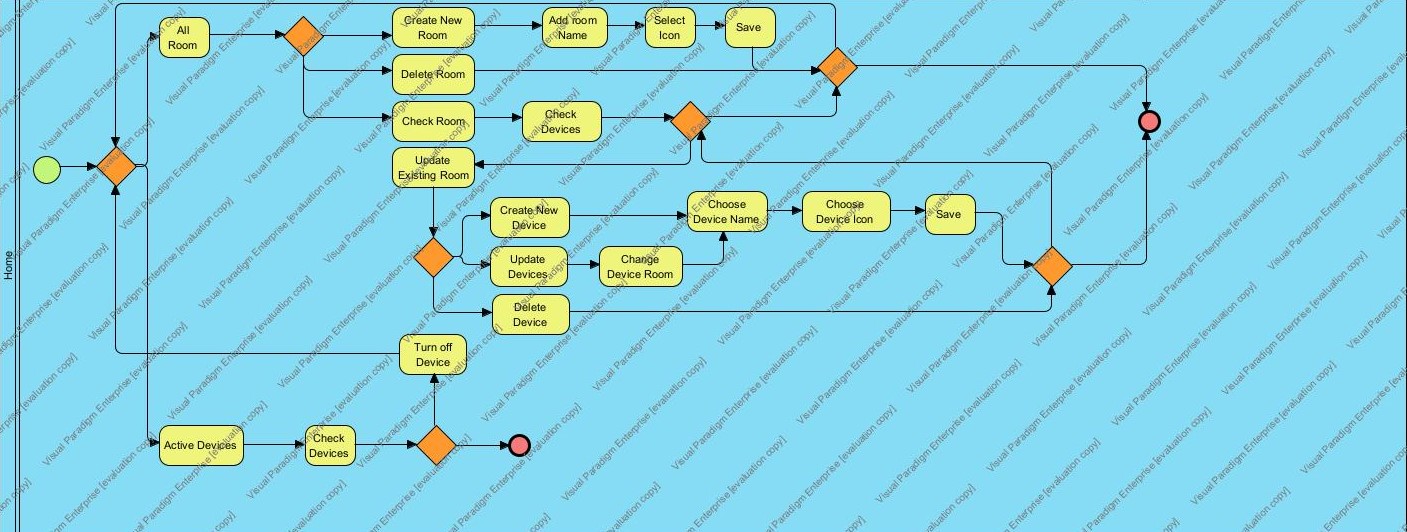 All
Room
Create New
Room
Add room
Name
Select
Icon
Save
Delete Room
Check Room
Check
Devices
Update
Existing Room
Home
Create New
Device
Choose
Device Name
Choose
Device Icon
Save
Update
Devices
Change
Device Room
Delete
Device
Turn off
Device
Active Devices
Check
Devices
Visual Paradigm Enterprise [evaluation copy]